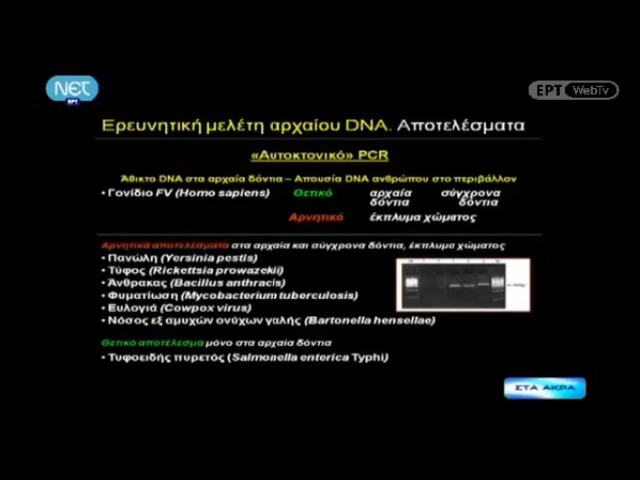 NET
ΕΡΤ
ΕΡΤ WebTv
Ερευνητική μελέτη αρχαίου DNA. Αποτελέσματα
«Αυτοκτονικό» PCR
Άθικτο DNA στα αρχαία δόντια – Απουσία DNA ανθρώπου στο περιβάλλον
• Γονίδιο FV (Homo sapiens) Θετικό αρχαία δόντια σύγχρονα δόντια
Αρνητικό έκπλυμα χώματος
Αρνητικά αποτελέσματα στα αρχαία και σύγχρονα δόντια, έκπλυμα χώματος
• Πανώλη (Yersinia pestis)
• Τύφος (Rickettsia prowazekii)
• Άνθρακας (Bacillus anthracis)
• Φυματίωση (Mycobacterium tuberculosis)
• Ευλογιά (Cowpox virus)
• Νόσος εξ αμυχών ονύχων γαλής (Bartonella henselae)
Θετικό αποτέλεσμα μόνο στα αρχαία δόντια
• Τυφοειδής πυρετός (Salmonella enterica Typhi)
ΣΤΑ ΑΚΡΑ